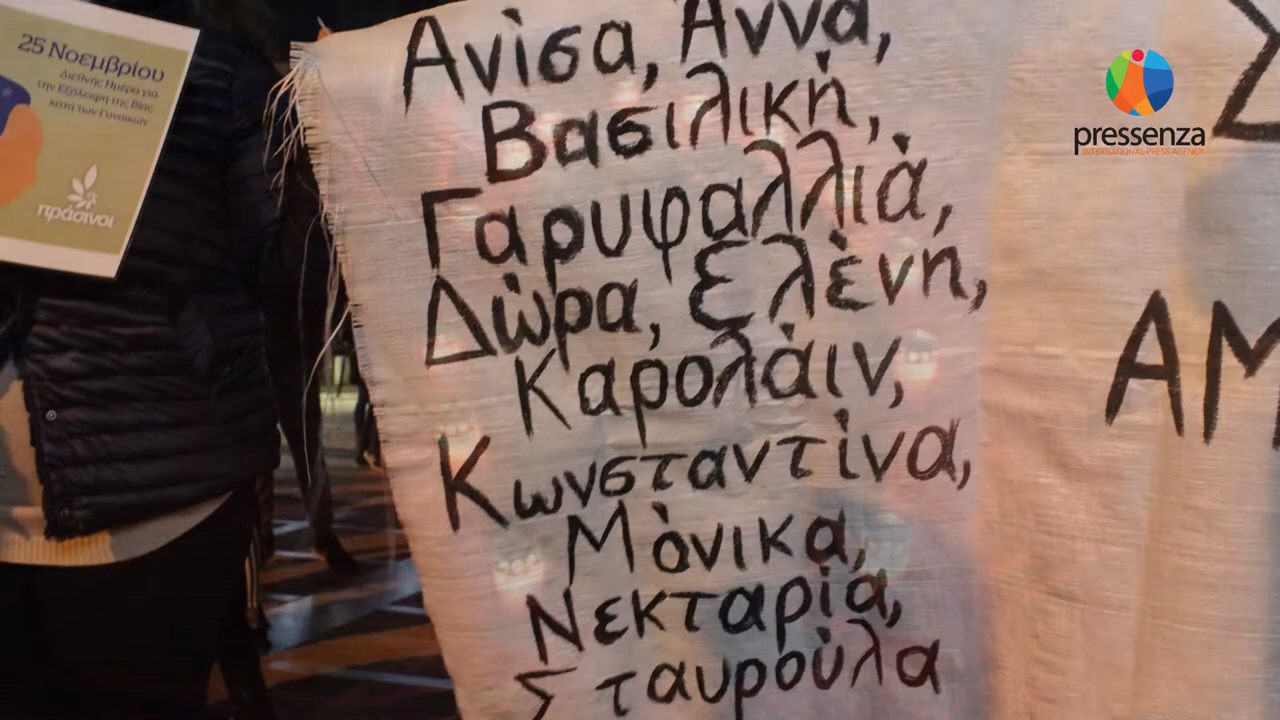 25 Νοεμβρίου
Διεθνής Ημέρα για
την Εξάλειψη της Βίας
κατά των Γυναικών
πράσινοι
Ανίσα, Άννα,
Βασιλική,
Γαρυφαλλιά,
Δώρα, Ελένη,
Καρολάιν,
Κωνσταντίνα,
Μόνικα,
Νεκταρία,
Σταυρούλα
pressenza
INTERNATIONAL PRESS AGENCY
Σ
ΑΜ